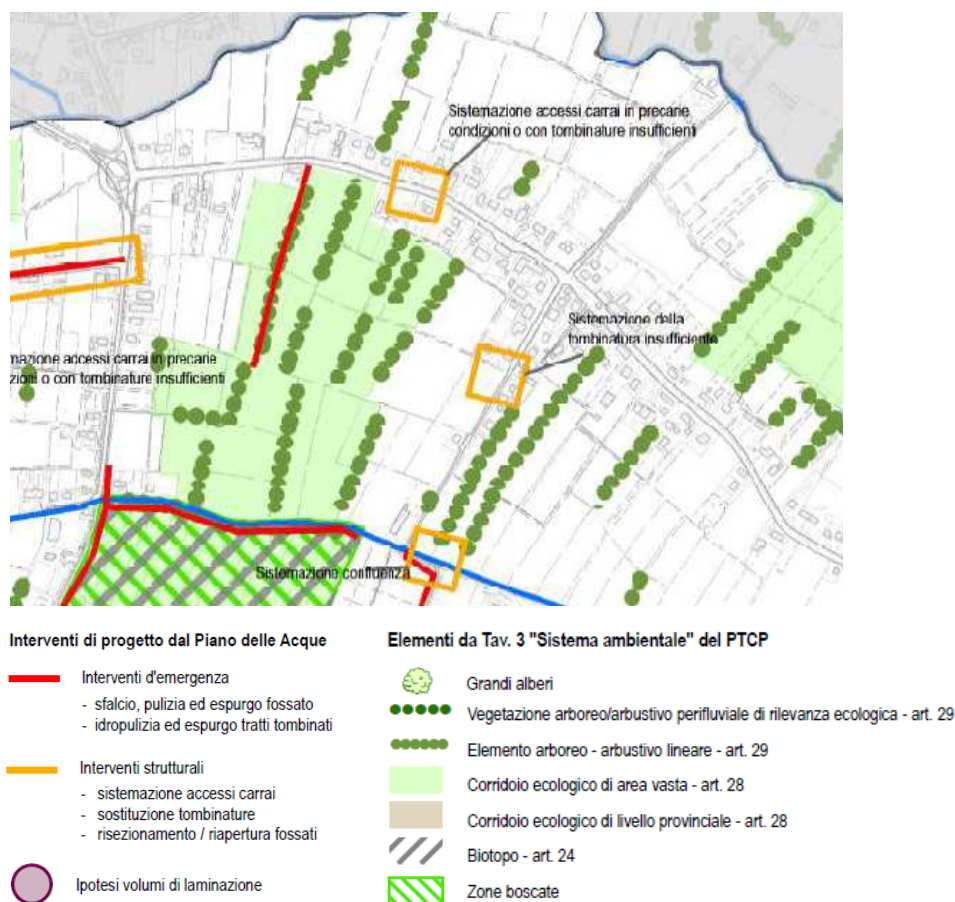 Sistemazione accessi carrai in precarie
condizioni o con tombinature insufficienti
Sistemazione della
tombinatura insufficiente
mazione accessi carrai in precarie
zioni o con tombinature insufficienti
Sistemazione confluenza
Interventi di progetto dal Piano delle Acque
Interventi d'emergenza
- sfalcio, pulizia ed espurgo fossato
- idropulizia ed espurgo tratti tombinati
Interventi strutturali
- sistemazione accessi carrai
- sostituzione tombinature
- risezionamento / riapertura fossati
Ipotesi volumi di laminazione
Elementi da Tav. 3 "Sistema ambientale" del PTCP
Grandi alberi
Vegetazione arboreo/arbustivo perifluviale di rilevanza ecologica - art. 29
Elemento arboreo - arbustivo lineare - art. 29
Corridoio ecologico di area vasta - art. 28
Corridoio ecologico di livello provinciale - art. 28
Biotopo - art. 24
Zone boscate